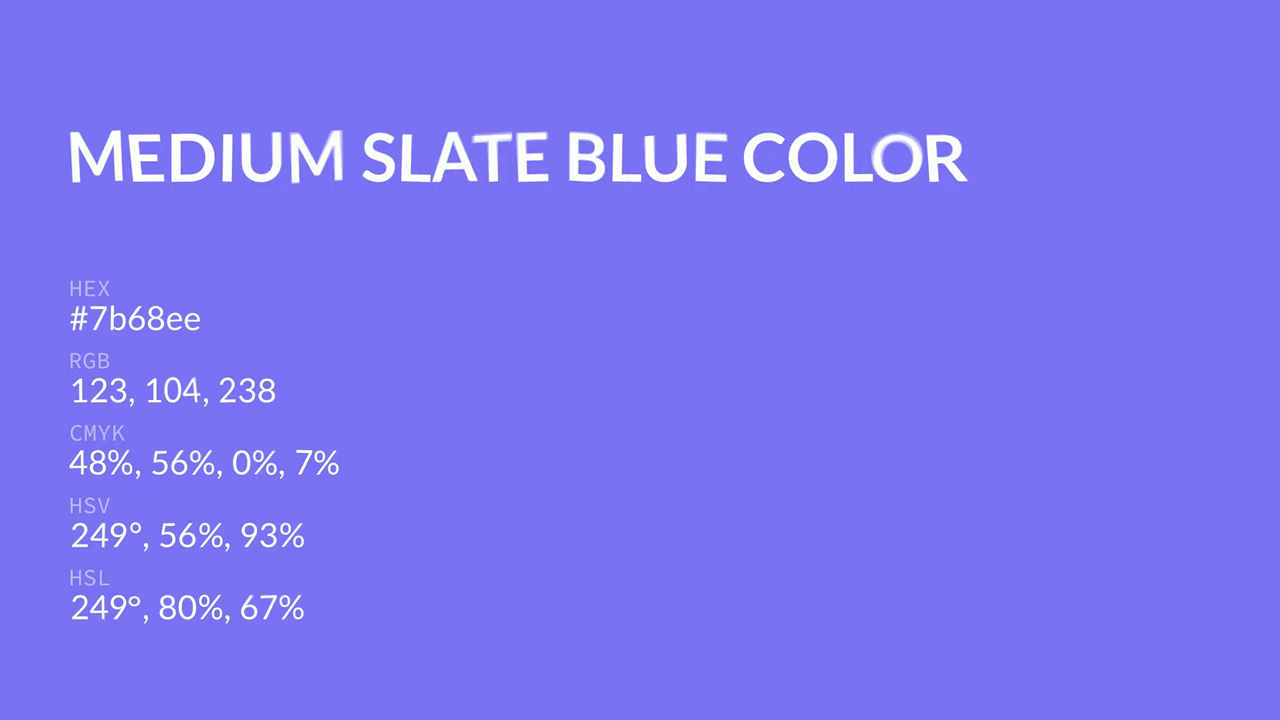 MEDIUM SLATE BLUE COLOR
HEX
#7b68ee
RGB
123, 104, 238
CMYK
48%, 56%, 0%, 7%
HSV
249°, 56%, 93%
HSL
249°, 80%, 67%